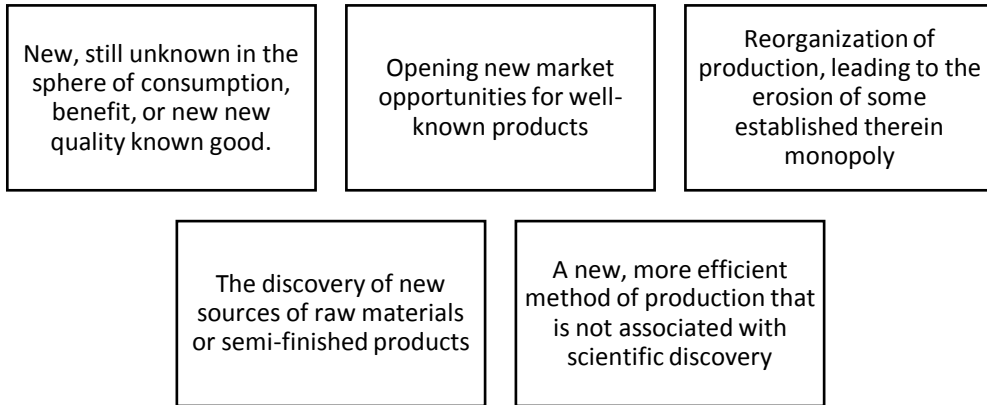 New, still unknown in the
sphere of consumption,
benefit, or new new
quality known good.
Opening new market
opportunities for well-
known products
Reorganization of
production, leading to the
erosion of some
established therein
monopoly
The discovery of new
sources of raw materials
or semi-finished products
A new, more efficient
method of production that
is not associated with
scientific discovery